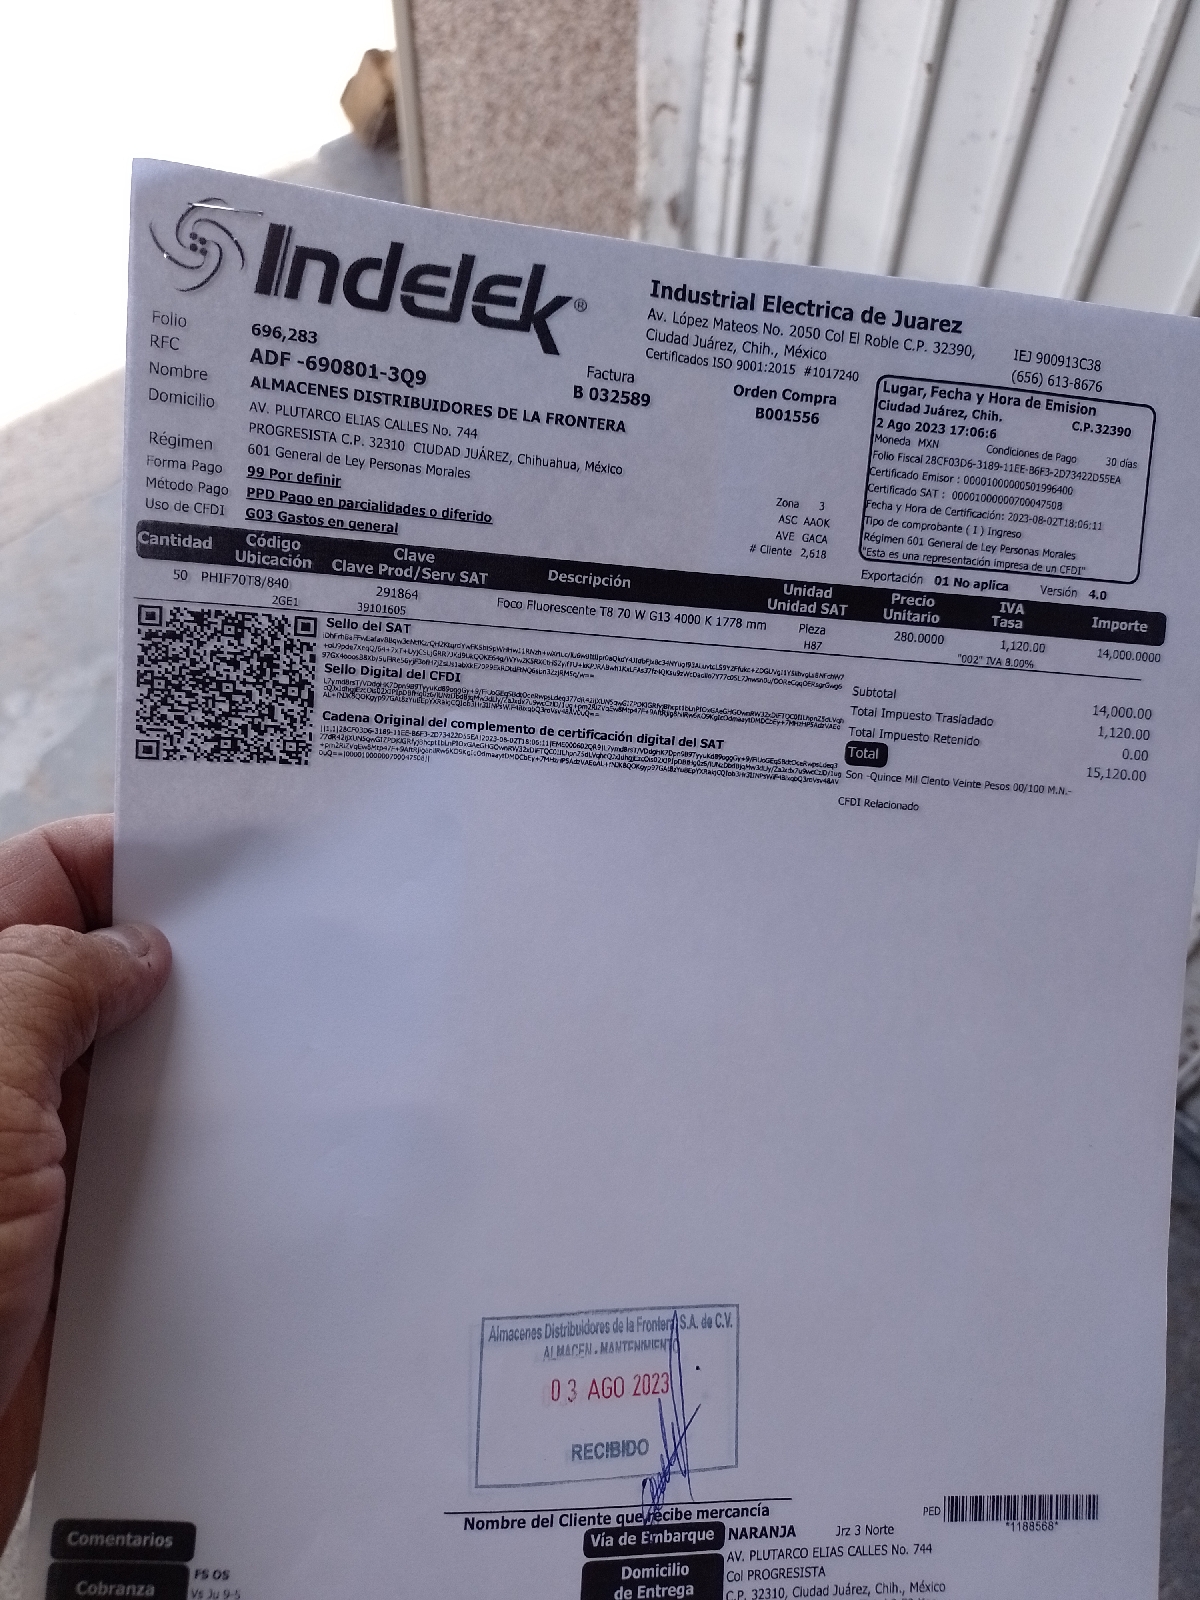 Indelek®
Industrial Electrica de Juarez
Av. López Mateos No. 2050 Col El Roble C.P. 32390,
Ciudad Juárez, Chih., México
Certificados ISO 9001:2015 #1017240
IEJ 900913C38
(656) 613-8676
Folio 696,283
RFC ADF -690801-3Q9
Factura
B 032589
Orden Compra
B001556
Nombre ALMACENES DISTRIBUIDORES DE LA FRONTERA
Domicilio AV. PLUTARCO ELIAS CALLES No. 744
PROGRESISTA C.P. 32310 CIUDAD JUÁREZ, Chihuahua, México
Régimen 601 General de Ley Personas Morales
Forma Pago 99 Por definir
Método Pago PPD Pago en parcialidades o diferido
Uso de CFDI G03 Gastos en general
Zona 3
ASC AAOK
AVE GACA
# Cliente 2,618
Lugar, Fecha y Hora de Emision
Ciudad Juárez, Chih.
C.P.32390
2 Ago 2023 17:06:6
Moneda MXN Condiciones de Pago 30 días
Folio Fiscal 28CF03D6-3189-11EE-B6F3-2D73422D55EA
Certificado Emisor : 00001000000501996400
Certificado SAT : 00001000000700047508
Fecha y Hora de Certificación: 2023-08-02T18:06:11
Tipo de comprobante ( I ) Ingreso
Régimen 601 General de Ley Personas Morales
"Esta es una representación impresa de un CFDI"
Exportación 01 No aplica Versión 4.0
Cantidad Código Ubicación Clave Clave Prod/Serv SAT Descripción Unidad Unidad SAT Precio Unitario IVA Tasa Importe
50 PHIF70T8/840 291864 Foco Fluorescente T8 70 W G13 4000 K 1778 mm Pieza 280.0000 1,120.00 14,000.0000
2GE1 39101605 H87 "002" IVA 8.00%
Sello del SAT
Sello Digital del CFDI
Cadena Original del complemento de certificación digital del SAT
Subtotal 14,000.00
Total Impuesto Trasladado 1,120.00
Total Impuesto Retenido 0.00
Total 15,120.00
Son -Quince Mil Ciento Veinte Pesos 00/100 M.N.-
CFDI Relacionado
Almacenes Distribuidores de la Frontera S.A. de C.V.
ALMACEN - MANTENIMIENTO
03 AGO 2023
RECIBIDO
Nombre del Cliente que recibe mercancía
PED
*1188568*
Comentarios
Vía de Embarque NARANJA Jrz 3 Norte
Cobranza FS OS
Vs Ju 9-5
Domicilio de Entrega AV. PLUTARCO ELIAS CALLES No. 744
Col PROGRESISTA
C.P. 32310, Ciudad Juárez, Chih., México